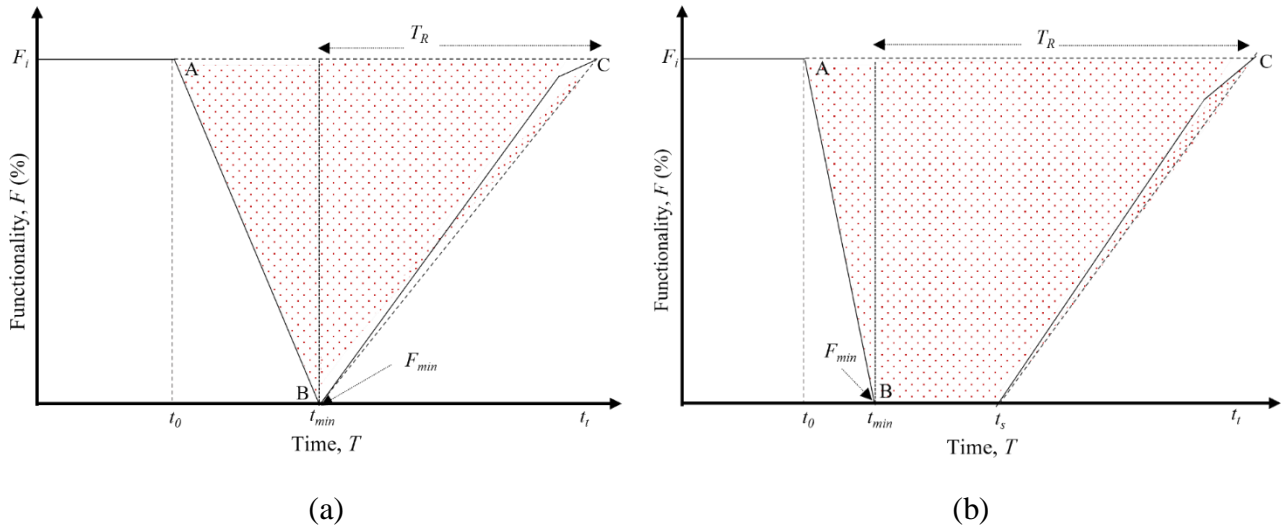 T_R
F_i
A
C
Functionality, F (%)
F_min
B
t_0
t_min
t_t
Time, T
(a)
T_R
F_i
A
C
Functionality, F (%)
F_min
B
t_0
t_min
t_s
t_t
Time, T
(b)